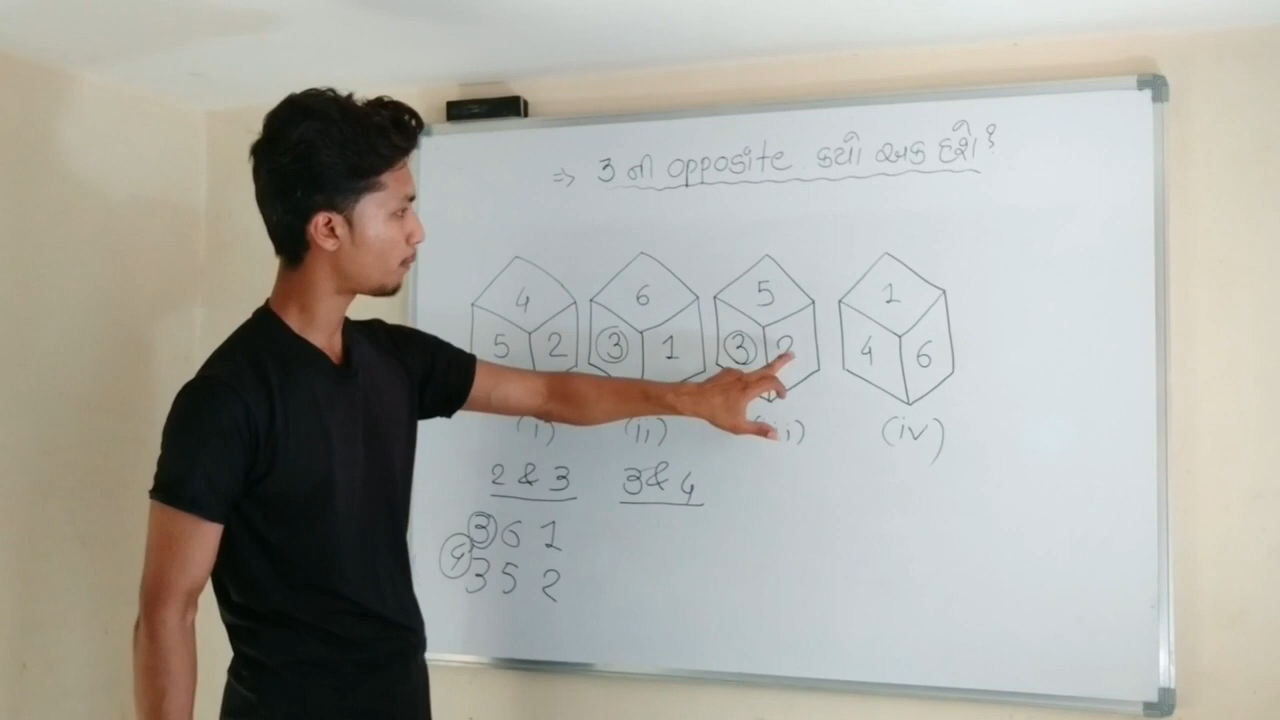 ⇒ 3 ની opposite કયો અંક હશે?
4 6 5 1
5 2 3 1 3 2 4 6
(i) (ii) (iii) (iv)
2 & 3 3 & 4
3 6 1
4
3 5 2